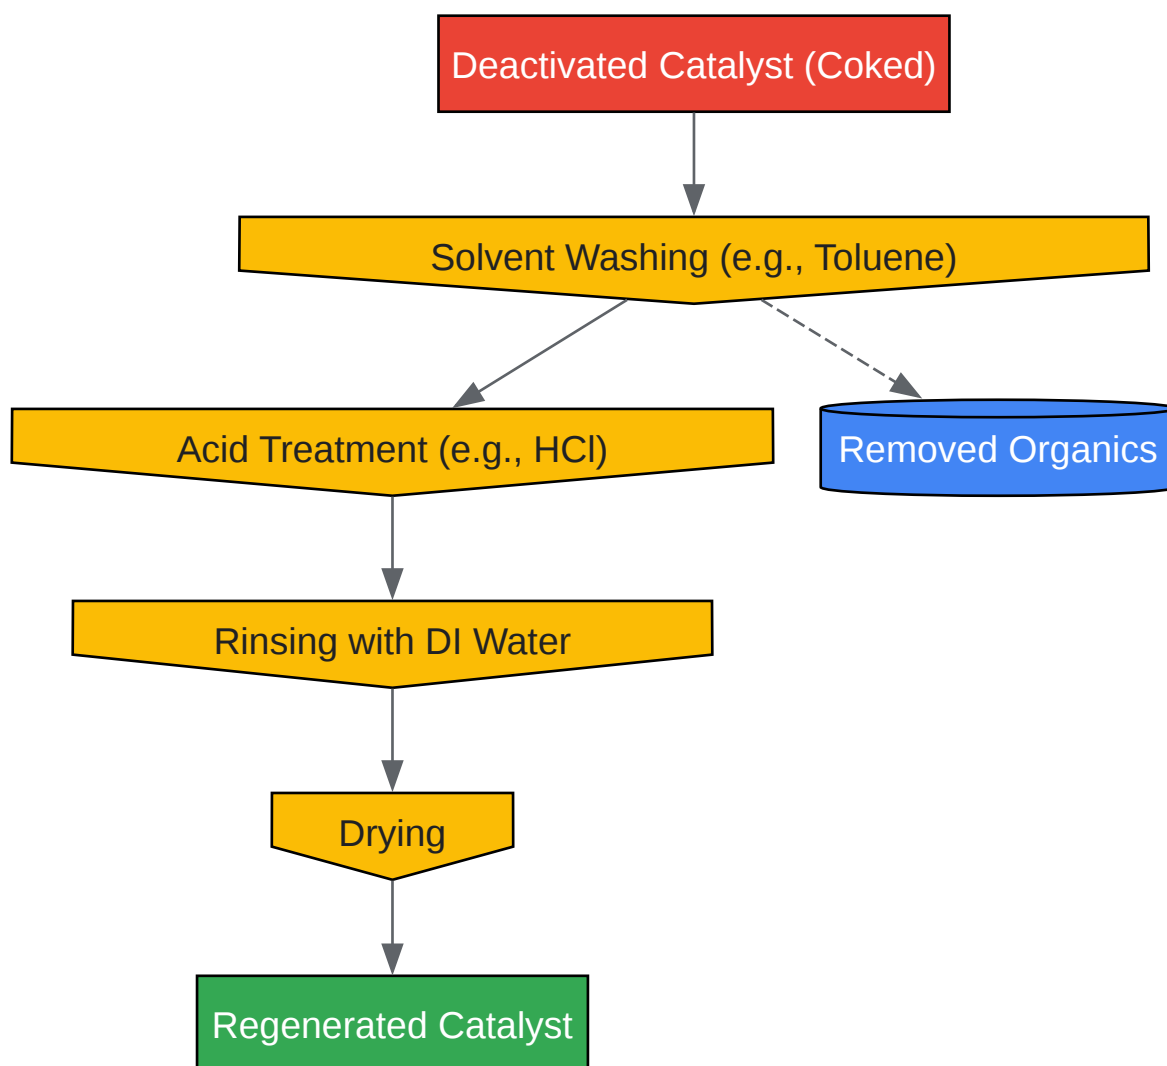 Deactivated Catalyst (Coked)
Solvent Washing (e.g., Toluene)
Acid Treatment (e.g., HCl)
Removed Organics
Rinsing with DI Water
Drying
Regenerated Catalyst